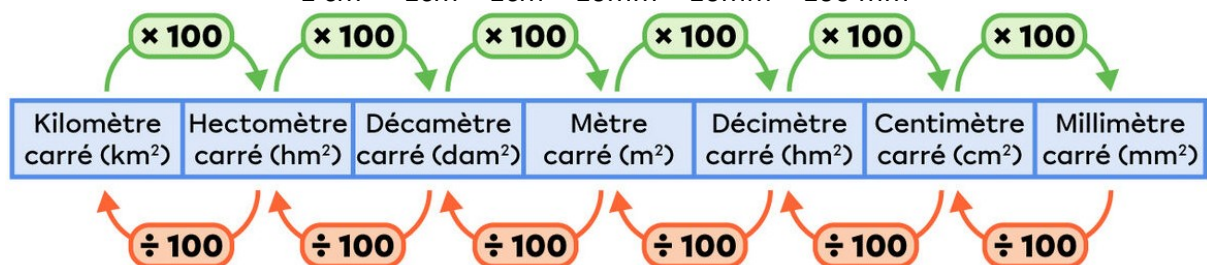 × 100 × 100 × 100 × 100 × 100 × 100
Kilomètre Hectomètre Décamètre Mètre Décimètre Centimètre Millimètre
carré (km²) carré (hm²) carré (dam²) carré (m²) carré (hm²) carré (cm²) carré (mm²)
÷ 100 ÷ 100 ÷ 100 ÷ 100 ÷ 100 ÷ 100